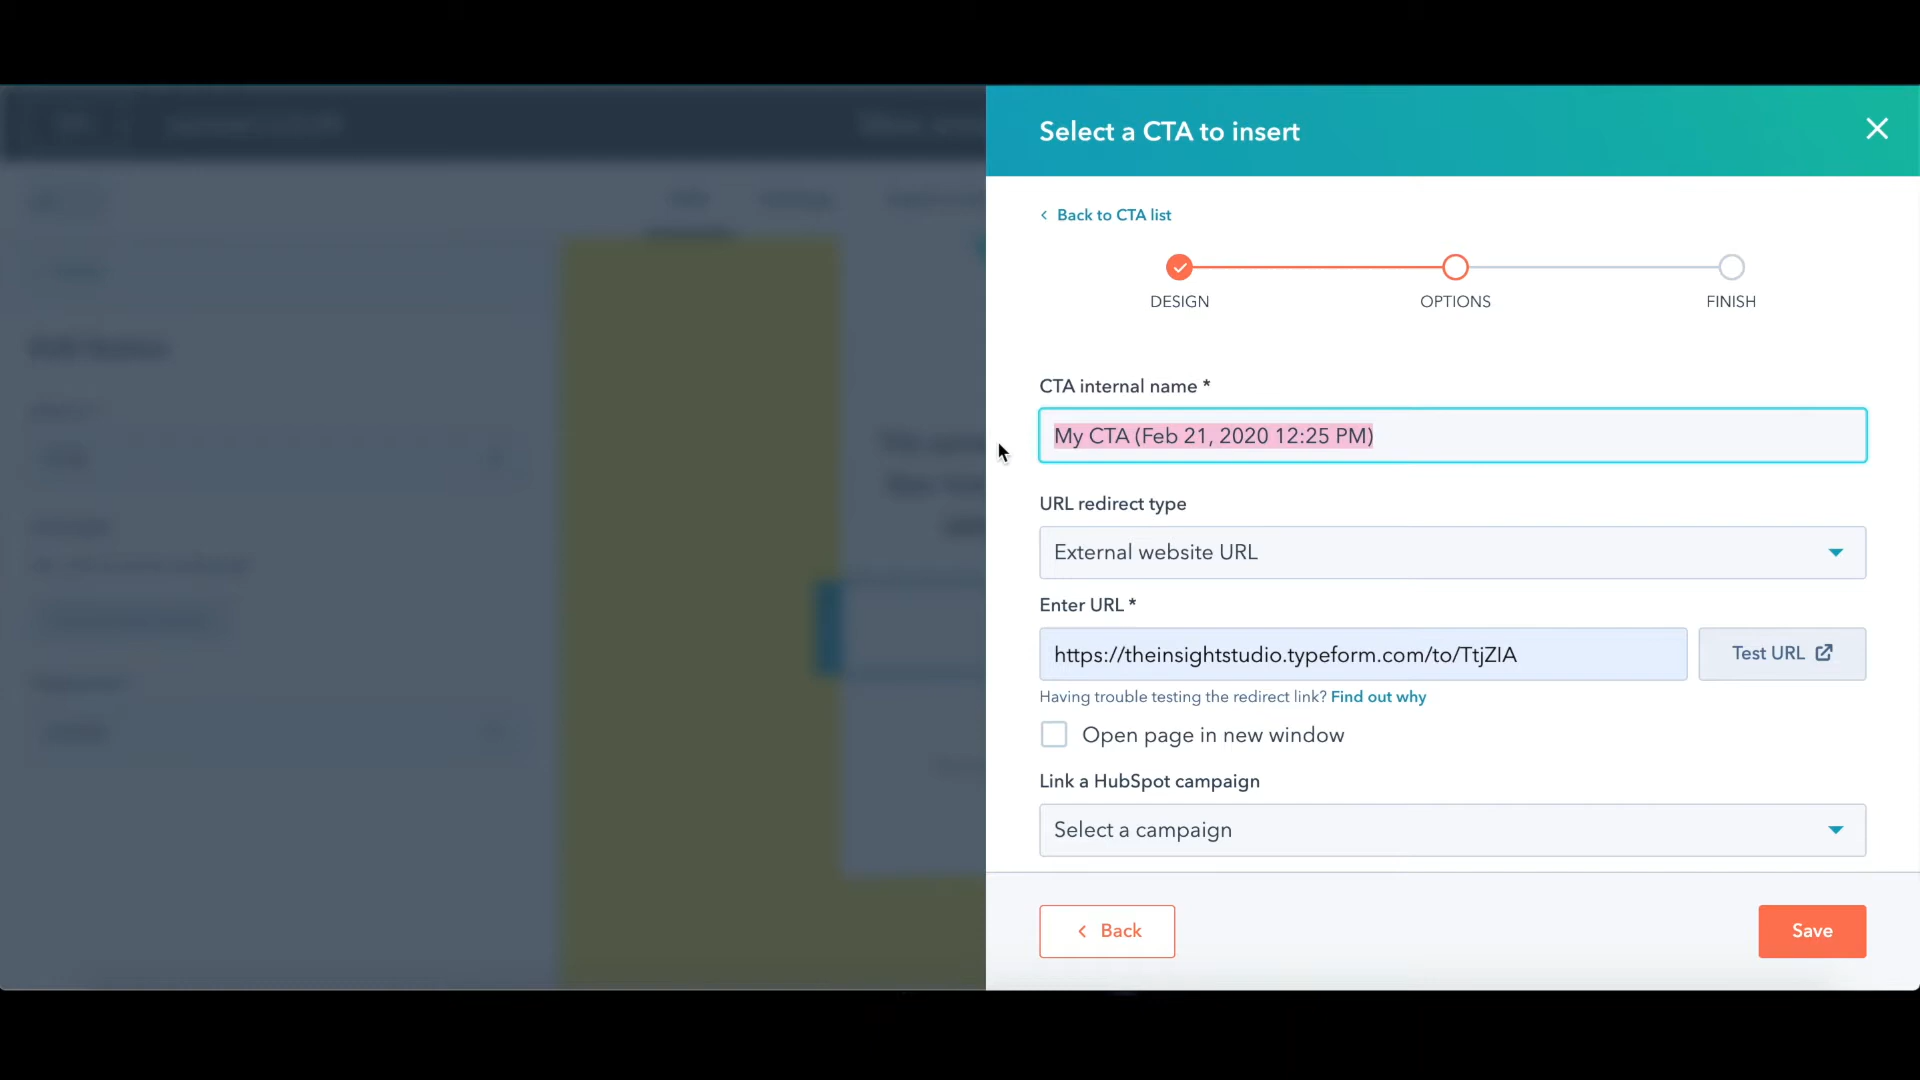 Select a CTA to insert
Back to CTA list
DESIGN
OPTIONS
FINISH
CTA internal name *
My CTA (Feb 21, 2020 12:25 PM)
URL redirect type
External website URL
Enter URL *
https://theinsightstudio.typeform.com/to/TtjZIA
Test URL
Having trouble testing the redirect link? Find out why
Open page in new window
Link a HubSpot campaign
Select a campaign
Back
Save